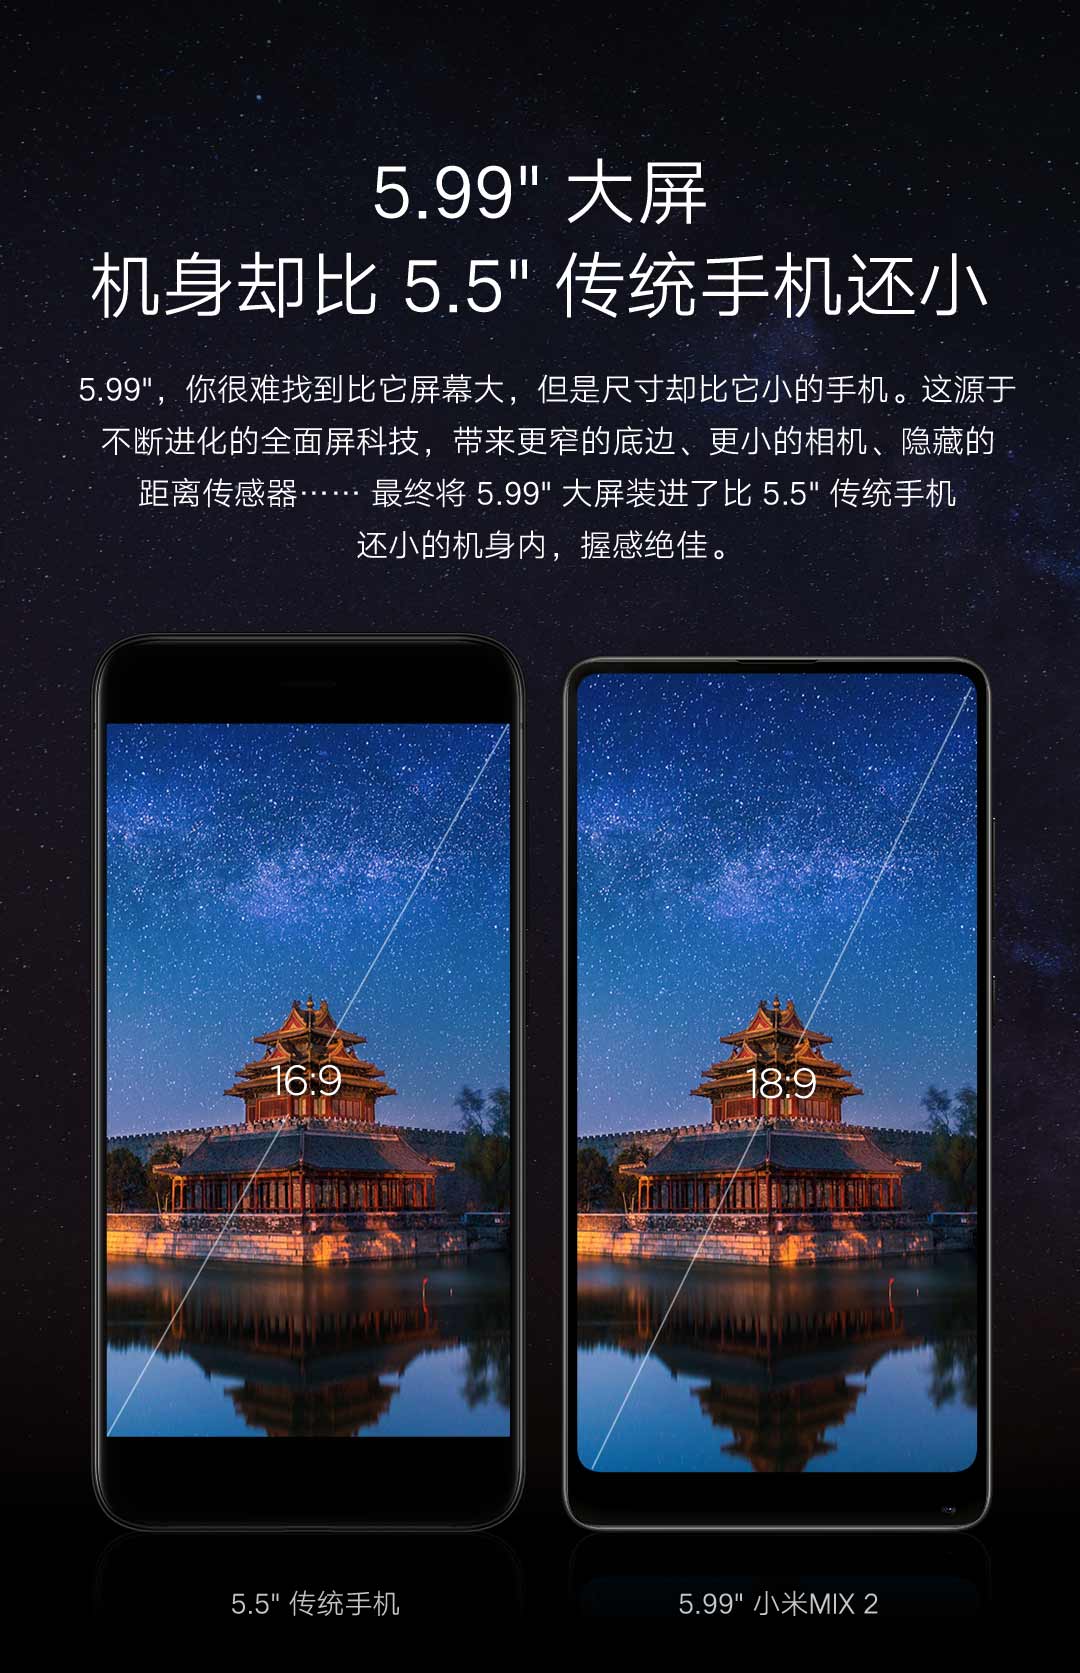 5.99" 大屏
机身却比 5.5" 传统手机还小
5.99"，你很难找到比它屏幕大，但是尺寸却比它小的手机。这源于
不断进化的全面屏科技，带来更窄的底边、更小的相机、隐藏的
距离传感器…… 最终将 5.99" 大屏装进了比 5.5" 传统手机
还小的机身内，握感绝佳。
16:9
18:9
5.5" 传统手机
5.99" 小米MIX 2